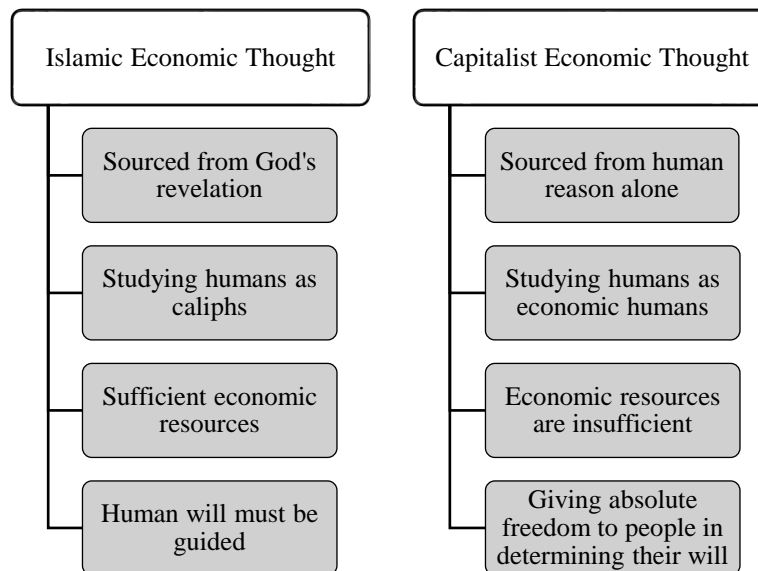 Islamic Economic Thought
Sourced from God's
revelation
Studying humans as
caliphs
Sufficient economic
resources
Human will must be
guided
Capitalist Economic Thought
Sourced from human
reason alone
Studying humans as
economic humans
Economic resources
are insufficient
Giving absolute
freedom to people in
determining their will